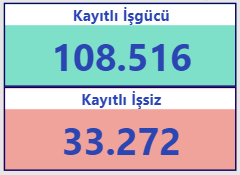 Kayıtlı İşgücü
108.516
Kayıtlı İşsiz
33.272